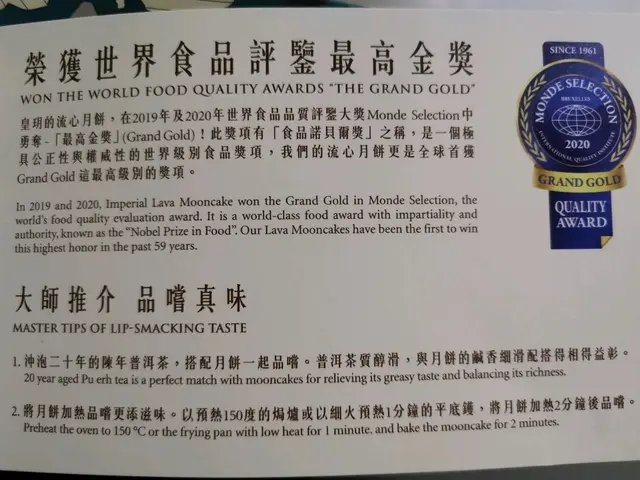 榮獲世界食品評鑒最高金獎
WON THE WORLD FOOD QUALITY AWARDS "THE GRAND GOLD"
皇玥的流心月餅，在2019年及2020年世界食品品質評鑒大獎Monde Selection中
勇奪-「最高金獎」(Grand Gold)！此獎項有「食品諾貝爾獎」之稱，是一個極
具公正性與權威性的世界級別食品獎項，我們的流心月餅更是全球首獲
Grand Gold 這最高級別的獎項。
In 2019 and 2020, Imperial Lava Mooncake won the Grand Gold in Monde Selection, the
world's food quality evaluation award. It is a world-class food award with impartiality and
authority, known as the "Nobel Prize in Food". Our Lava Mooncakes have been the first to win
this highest honor in the past 59 years.
SINCE 1961
MONDE SELECTION
BRUXELLES
2020
INTERNATIONAL QUALITY INSTITUTE
GRAND GOLD
QUALITY
AWARD
大師推介 品嚐真味
MASTER TIPS OF LIP-SMACKING TASTE
1. 沖泡二十年的陳年普洱茶，搭配月餅一起品嚐。普洱茶質醇滑，與月餅的鹹香細滑配搭得相得益彰。
20 year aged Pu erh tea is a perfect match with mooncakes for relieving its greasy taste and balancing its richness.
2. 將月餅加熱品嚐更添滋味。以預熱150度的焗爐或以細火預熱1分鐘的平底鑊，將月餅加熱2分鐘後品嚐。
Preheat the oven to 150 °C or the frying pan with low heat for 1 minute. and bake the mooncake for 2 minutes.